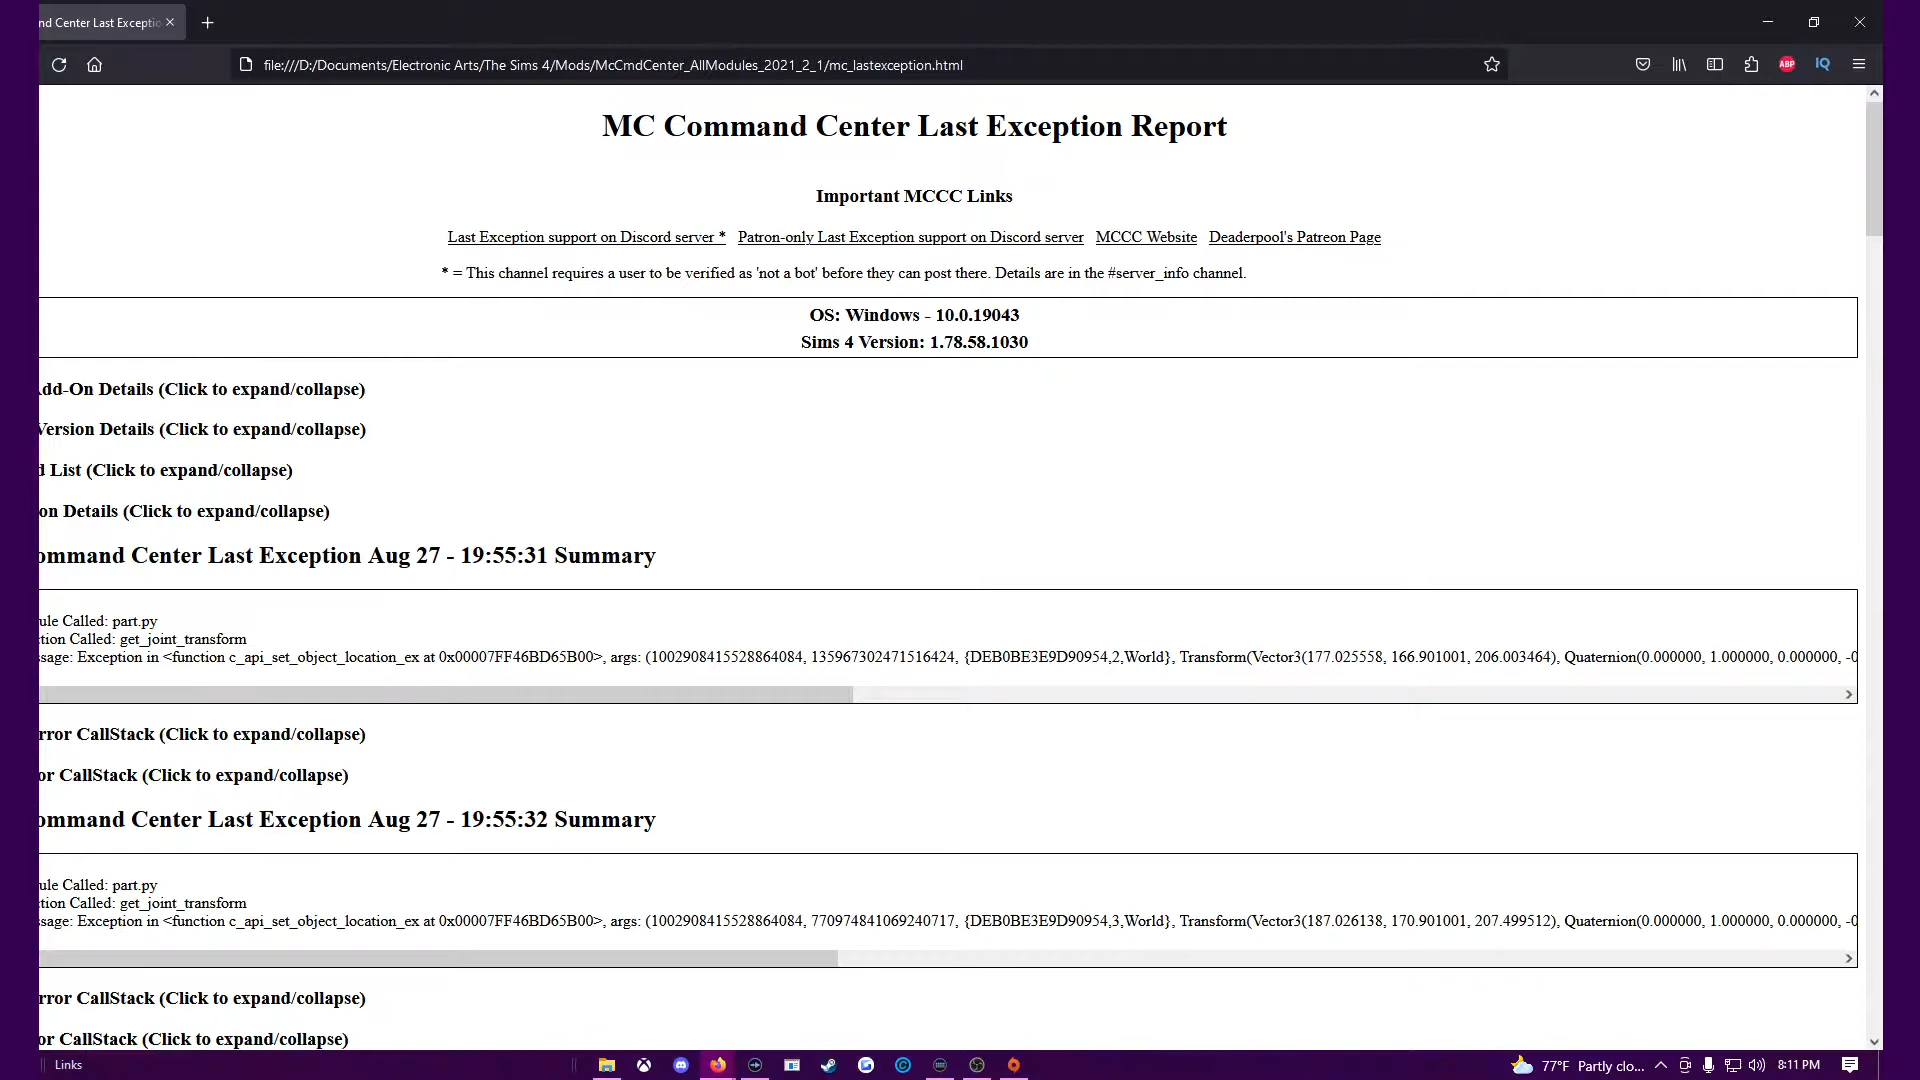 nd Center Last Exceptio
file:///D:/Documents/Electronic Arts/The Sims 4/Mods/McCmdCenter_AllModules_2021_2_1/mc_lastexception.html
ABP
IQ
MC Command Center Last Exception Report
Important MCCC Links
Last Exception support on Discord server * Patron-only Last Exception support on Discord server MCCC Website Deaderpool's Patreon Page
* = This channel requires a user to be verified as 'not a bot' before they can post there. Details are in the #server_info channel.
OS: Windows - 10.0.19043
Sims 4 Version: 1.78.58.1030
Add-On Details (Click to expand/collapse)
Version Details (Click to expand/collapse)
d List (Click to expand/collapse)
on Details (Click to expand/collapse)
ommand Center Last Exception Aug 27 - 19:55:31 Summary
ule Called: part.py
tion Called: get_joint_transform
ssage: Exception in <function c_api_set_object_location_ex at 0x00007FF46BD65B00>, args: (1002908415528864084, 135967302471516424, {DEB0BE3E9D90954,2,World}, Transform(Vector3(177.025558, 166.901001, 206.003464), Quaternion(0.000000, 1.000000, 0.000000, -0
rror CallStack (Click to expand/collapse)
or CallStack (Click to expand/collapse)
ommand Center Last Exception Aug 27 - 19:55:32 Summary
ule Called: part.py
tion Called: get_joint_transform
ssage: Exception in <function c_api_set_object_location_ex at 0x00007FF46BD65B00>, args: (1002908415528864084, 770974841069240717, {DEB0BE3E9D90954,3,World}, Transform(Vector3(187.026138, 170.901001, 207.499512), Quaternion(0.000000, 1.000000, 0.000000, -0
rror CallStack (Click to expand/collapse)
or CallStack (Click to expand/collapse)
Links
77°F Partly clo...
8:11 PM